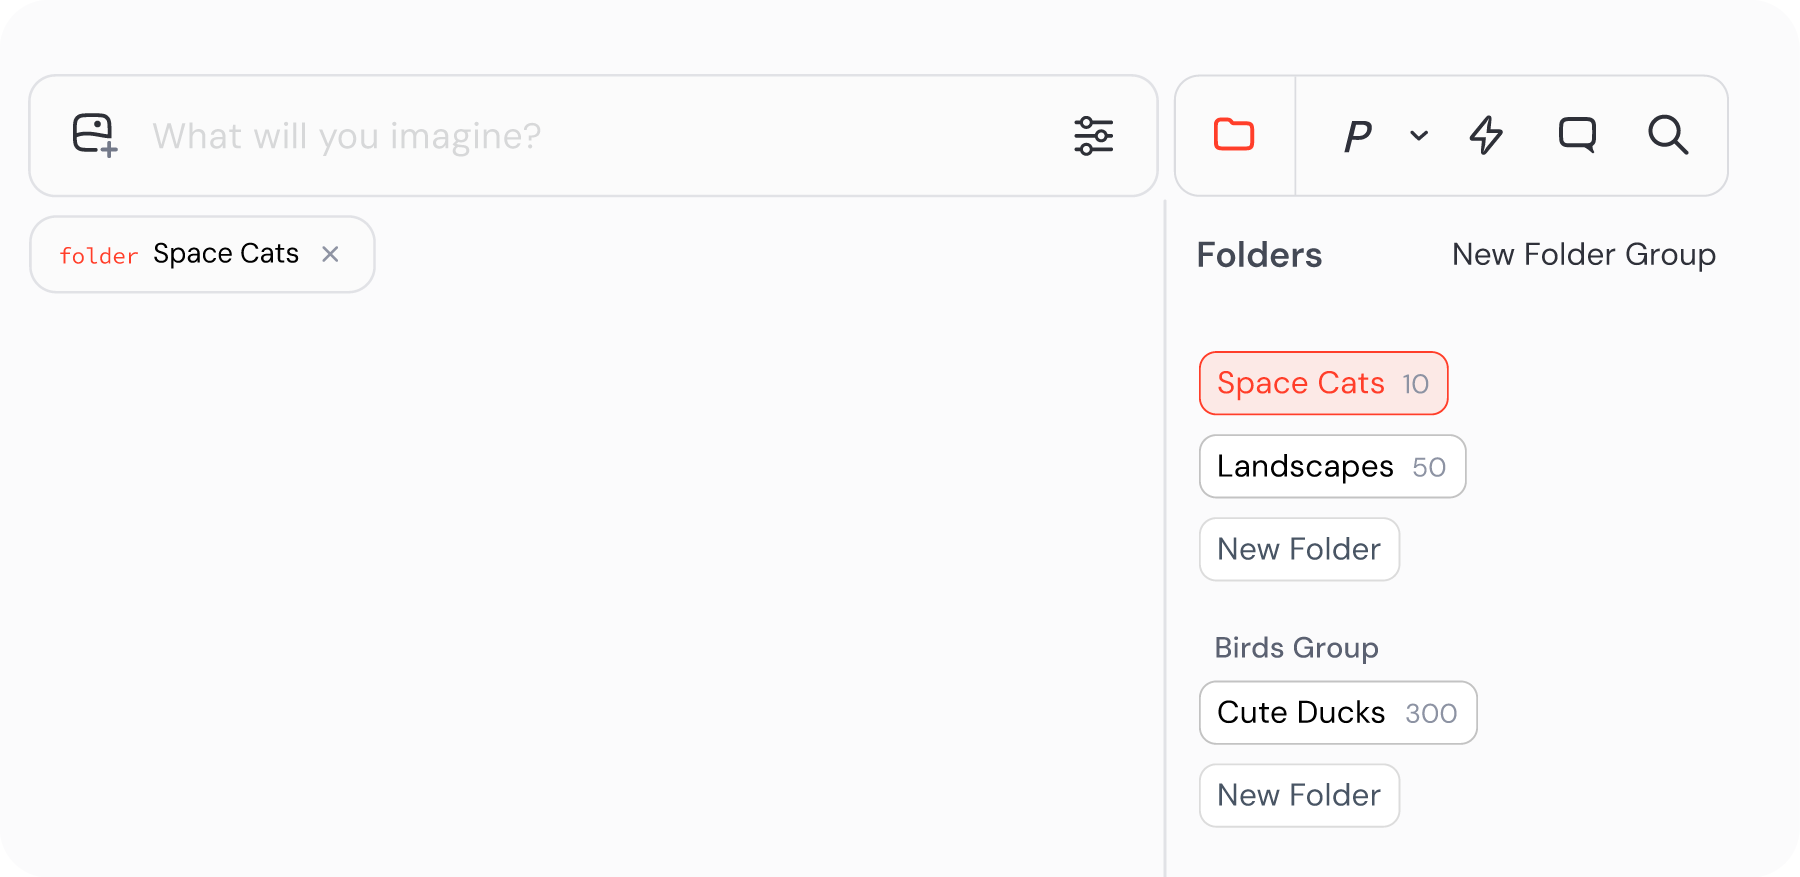 What will you imagine?
P
folder Space Cats
Folders
New Folder Group
Space Cats 10
Landscapes 50
New Folder
Birds Group
Cute Ducks 300
New Folder